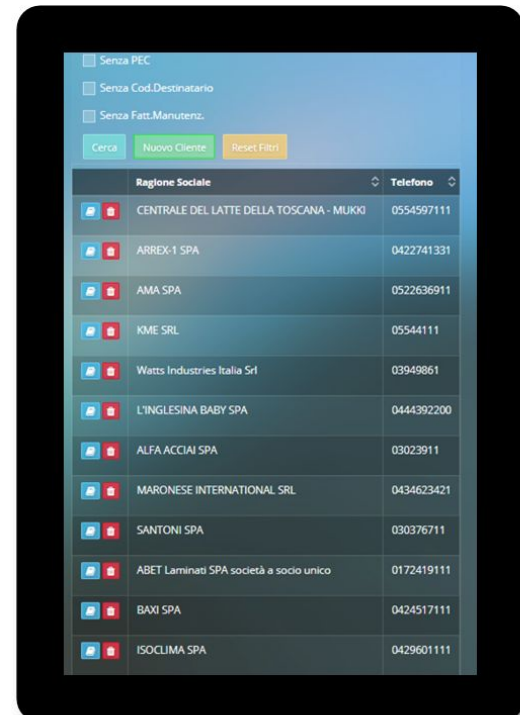 Senza PEC
Senza Cod.Destinatario
Senza Fatt.Manutenz.
Cerca Nuovo Cliente Reset Filtri
Ragione Sociale Telefono
CENTRALE DEL LATTE DELLA TOSCANA - MUKKI 0554597111
ARREX-1 SPA 0422741331
AMA SPA 0522636911
KME SRL 05544111
Watts Industries Italia Srl 03949861
L'INGLESINA BABY SPA 0444392200
ALFA ACCIAI SPA 03023911
MARONESE INTERNATIONAL SRL 0434623421
SANTONI SPA 030376711
ABET Laminati SPA società a socio unico 0172419111
BAXI SPA 0424517111
ISOCLIMA SPA 0429601111